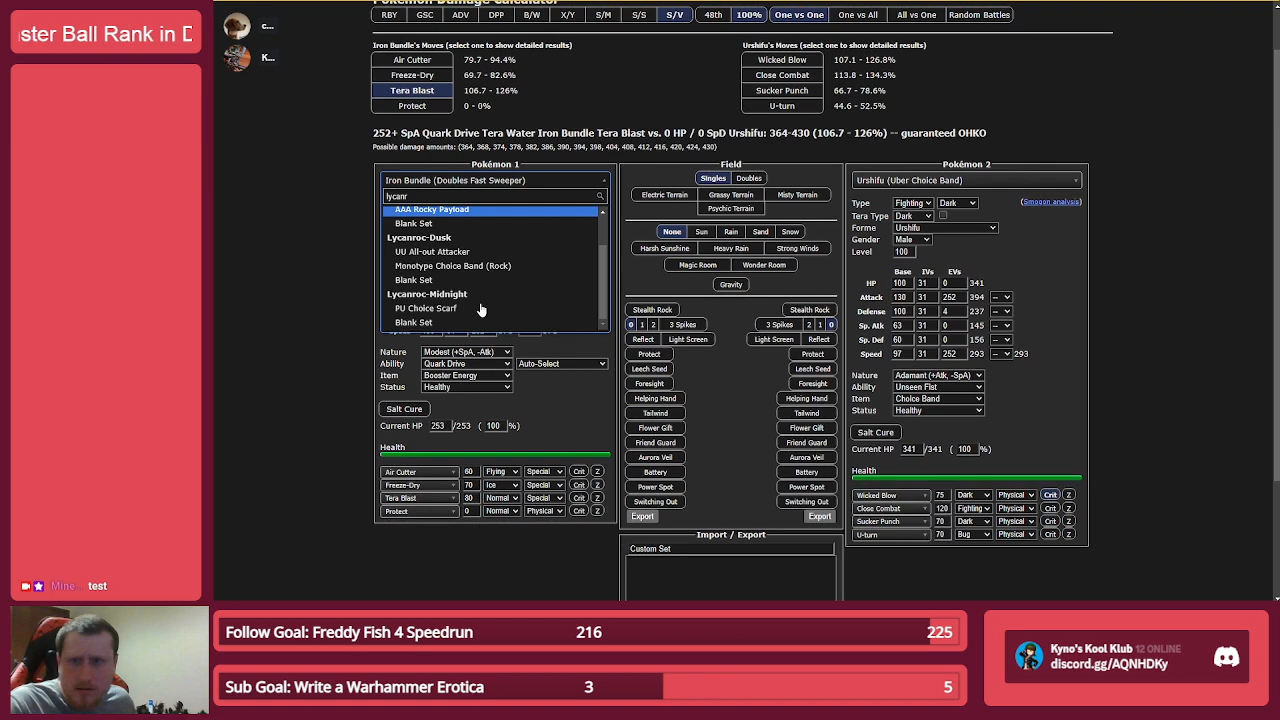 ster Ball Rank in D
c...
K...
Pokémon Damage Calculator
RBY GSC ADV DPP B/W X/Y S/M S/S S/V 48th 100% One vs One One vs All All vs One Random Battles
Iron Bundle's Moves (select one to show detailed results)
Air Cutter 79.7 - 94.4%
Freeze-Dry 69.7 - 82.6%
Tera Blast 106.7 - 126%
Protect 0 - 0%
Urshifu's Moves (select one to show detailed results)
Wicked Blow 107.1 - 126.8%
Close Combat 113.8 - 134.3%
Sucker Punch 66.7 - 78.6%
U-turn 44.6 - 52.5%
252+ SpA Quark Drive Tera Water Iron Bundle Tera Blast vs. 0 HP / 0 SpD Urshifu: 364-430 (106.7 - 126%) -- guaranteed OHKO
Possible damage amounts: (364, 368, 374, 378, 382, 386, 390, 394, 398, 404, 408, 412, 416, 420, 424, 430)
Pokémon 1
Iron Bundle (Doubles Fast Sweeper)
lycanr
AAA Rocky Payload
Blank Set
Lycanroc-Dusk
UU All-out Attacker
Monotype Choice Band (Rock)
Blank Set
Lycanroc-Midnight
PU Choice Scarf
Blank Set
Nature Modest (+SpA, -Atk)
Ability Quark Drive Auto-Select
Item Booster Energy
Status Healthy
Salt Cure
Current HP 253 /253 ( 100 %)
Health
Air Cutter 60 Flying Special Crit Z
Freeze-Dry 70 Ice Special Crit Z
Tera Blast 80 Normal Special Crit Z
Protect 0 Normal Physical Crit Z
Field
Singles Doubles
Electric Terrain Grassy Terrain Misty Terrain
Psychic Terrain
None Sun Rain Sand Snow
Harsh Sunshine Heavy Rain Strong Winds
Magic Room Wonder Room
Gravity
Stealth Rock Stealth Rock
0 1 2 3 Spikes 3 Spikes 2 1 0
Reflect Light Screen Light Screen Reflect
Protect Protect
Leech Seed Leech Seed
Foresight Foresight
Helping Hand Helping Hand
Tailwind Tailwind
Flower Gift Flower Gift
Friend Guard Friend Guard
Aurora Veil Aurora Veil
Battery Battery
Power Spot Power Spot
Switching Out Switching Out
Export Export
Import / Export
Custom Set
Pokémon 2
Urshifu (Uber Choice Band)
Type Fighting Dark (Smogon analysis)
Tera Type Dark
Forme Urshifu
Gender Male
Level 100
Base IVs EVs
HP 100 31 0 341
Attack 130 31 252 394 --
Defense 100 31 4 237 --
Sp. Atk 63 31 0 145 --
Sp. Def 60 31 0 156 --
Speed 97 31 252 293 -- 293
Nature Adamant (+Atk, -SpA)
Ability Unseen Fist
Item Choice Band
Status Healthy
Salt Cure
Current HP 341 /341 ( 100 %)
Health
Wicked Blow 75 Dark Physical Crit Z
Close Combat 120 Fighting Physical Crit Z
Sucker Punch 70 Dark Physical Crit Z
U-turn 70 Bug Physical Crit Z
Mine... test
Follow Goal: Freddy Fish 4 Speedrun 216 225
Sub Goal: Write a Warhammer Erotica 3 5
Kyno's Kool Klub 12 ONLINE
discord.gg/AQNHDKy